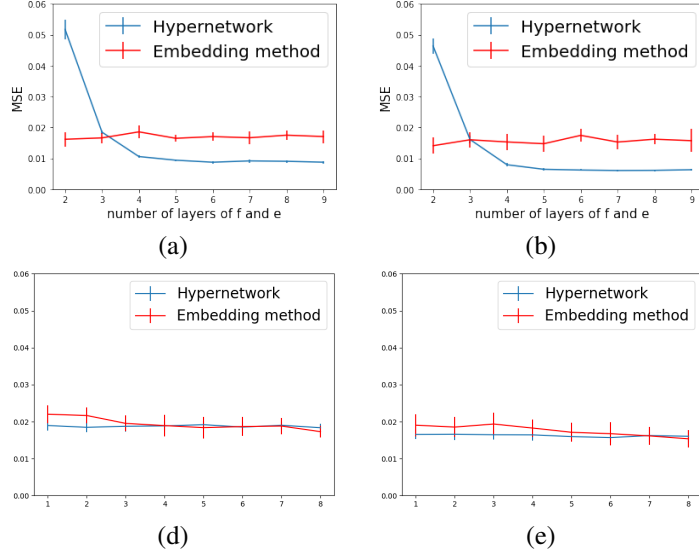 0.06
0.05
0.04
0.03
0.02
0.01
0.00
MSE
Hypernetwork
Embedding method
2 3 4 5 6 7 8 9
number of layers of f and e
(a)
0.06
0.05
0.04
0.03
0.02
0.01
0.00
MSE
Hypernetwork
Embedding method
2 3 4 5 6 7 8 9
number of layers of f and e
(b)
0.06
0.05
0.04
0.03
0.02
0.01
0.00
Hypernetwork
Embedding method
1 2 3 4 5 6 7 8
(d)
0.06
0.05
0.04
0.03
0.02
0.01
0.00
Hypernetwork
Embedding method
1 2 3 4 5 6 7 8
(e)